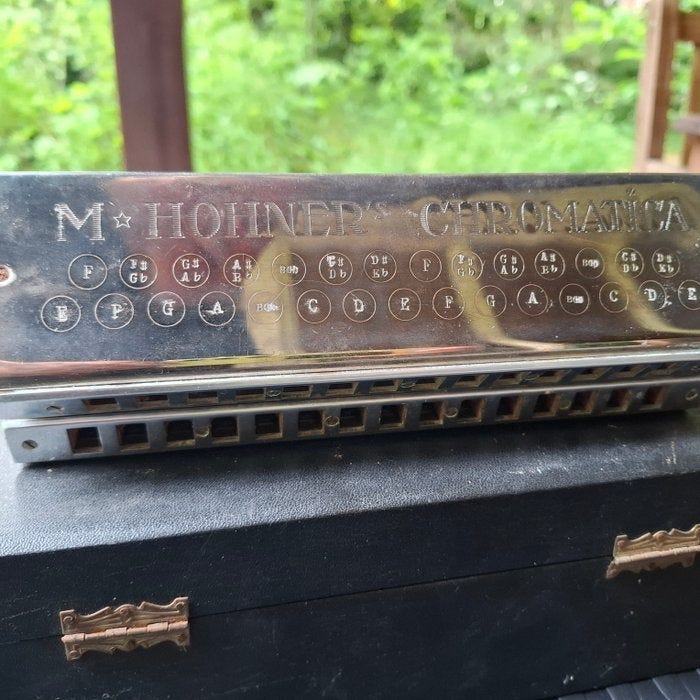 M ☆ HOHNER'S CHROMATICA
F F♯ Gb G♯ Ab A♯ Bb C♯ Db D♯ Eb F F♯ Gb G♯ Ab A♯ Bb C♯ Db D♯ Eb
E F G A C D E F G A C D E